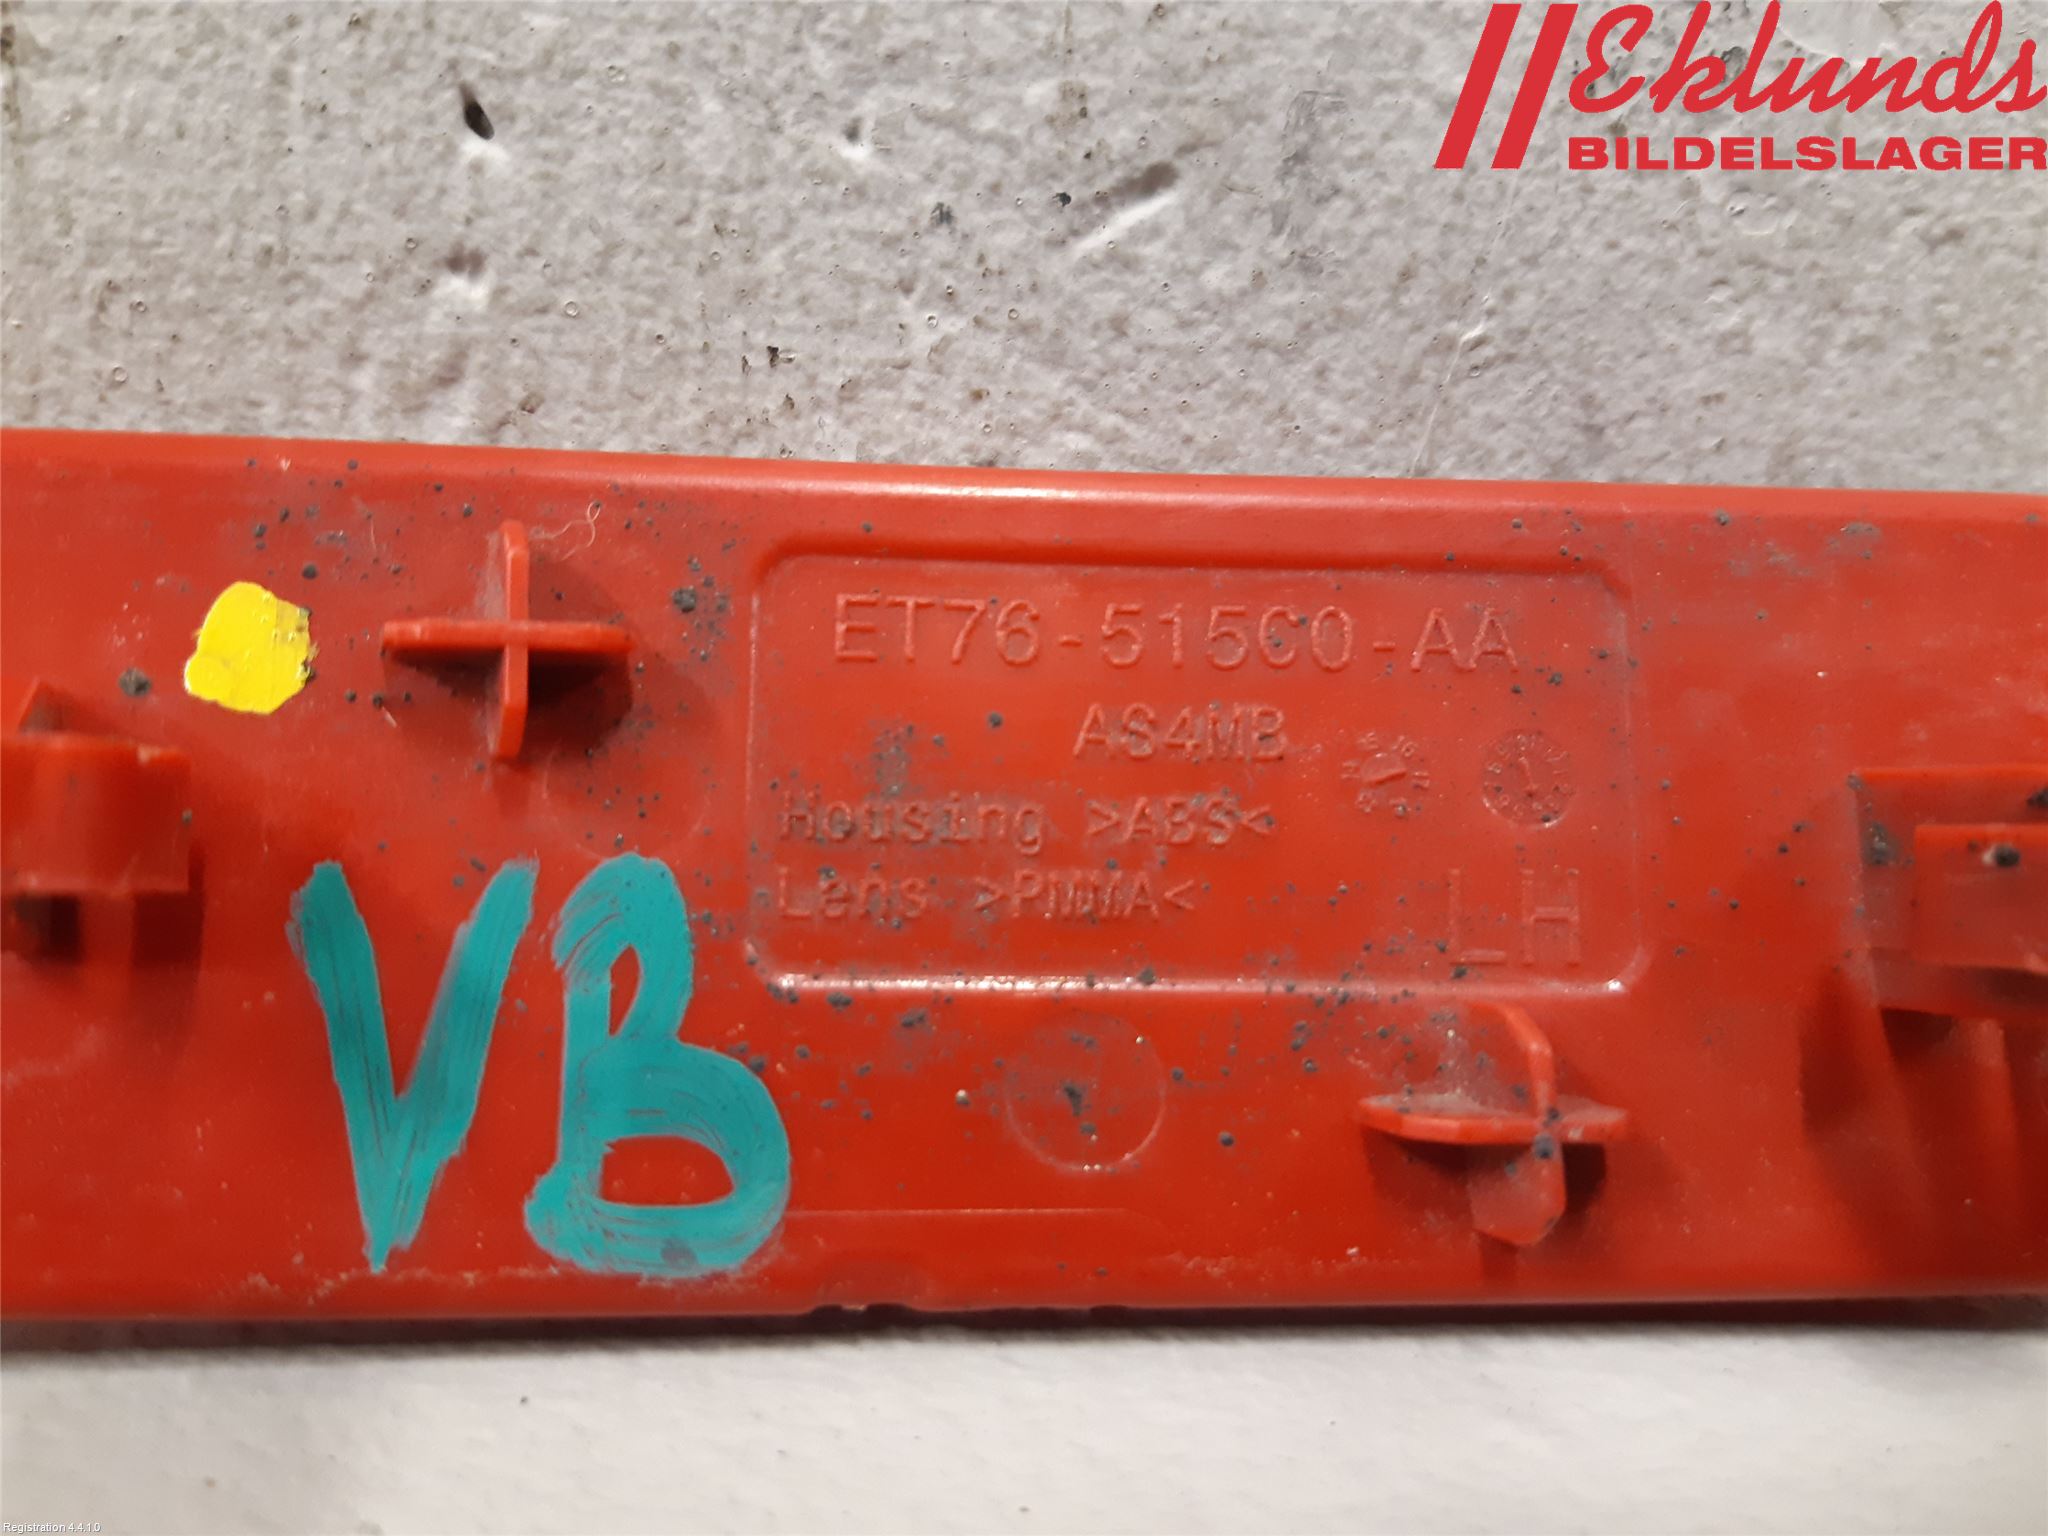 Eklunds
BILDELSLAGER
ET76-515C0-AA
AS4MB
Housing >ABS<
Lens >PMMA<
LH
VB
Registration 4.4.1.0